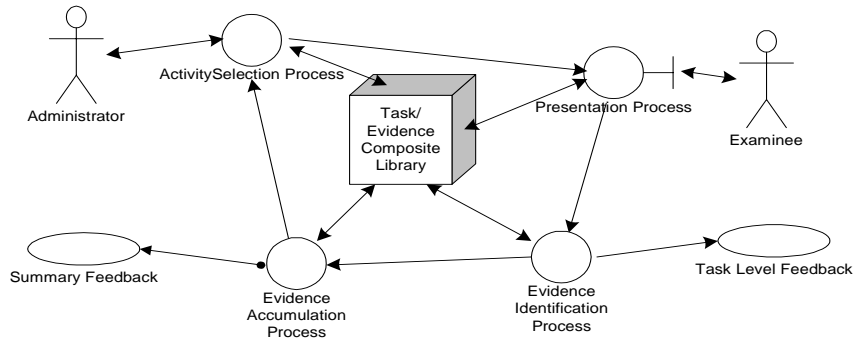 ActivitySelection Process
Administrator
Task/
Evidence
Composite
Library
Presentation Process
Examinee
Summary Feedback
Evidence
Accumulation
Process
Evidence
Identification
Process
Task Level Feedback